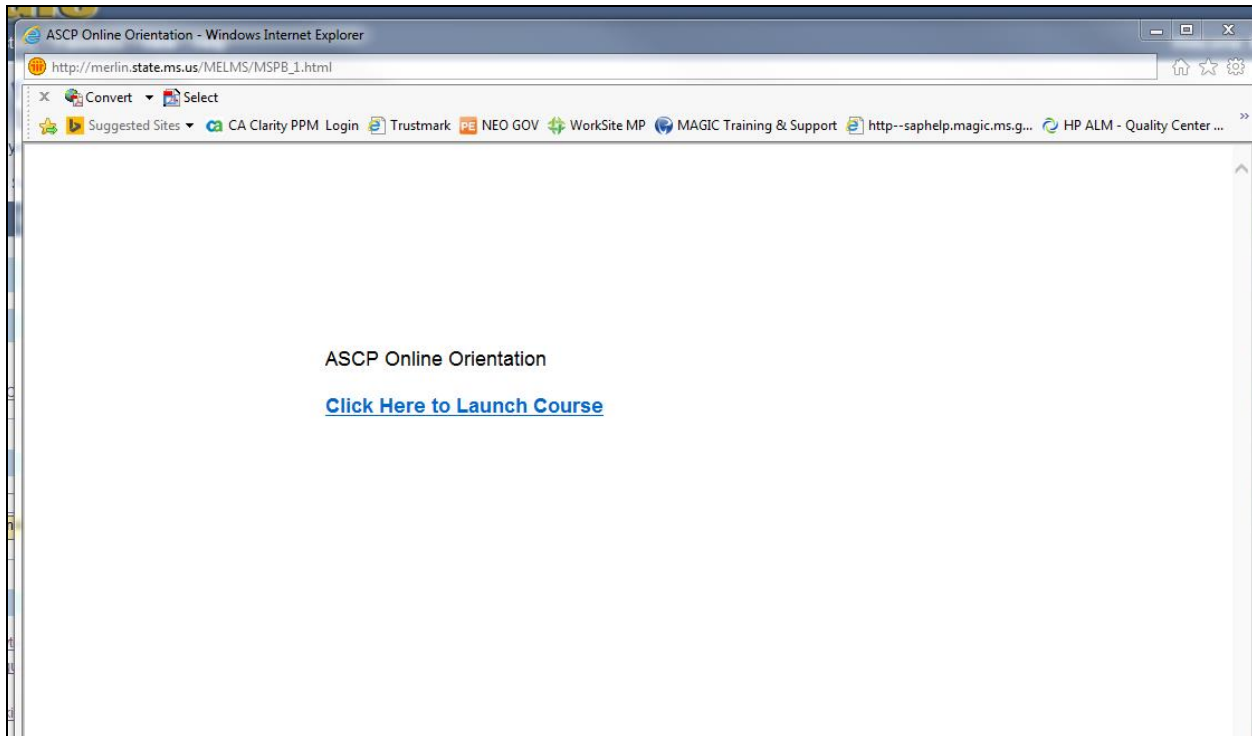 ASCP Online Orientation - Windows Internet Explorer
http://merlin.state.ms.us/MELMS/MSPB_1.html
x Convert Select
Suggested Sites CA Clarity PPM Login Trustmark PE NEO GOV WorkSite MP MAGIC Training & Support http--saphelp.magic.ms.g... HP ALM - Quality Center ... »
ASCP Online Orientation
Click Here to Launch Course